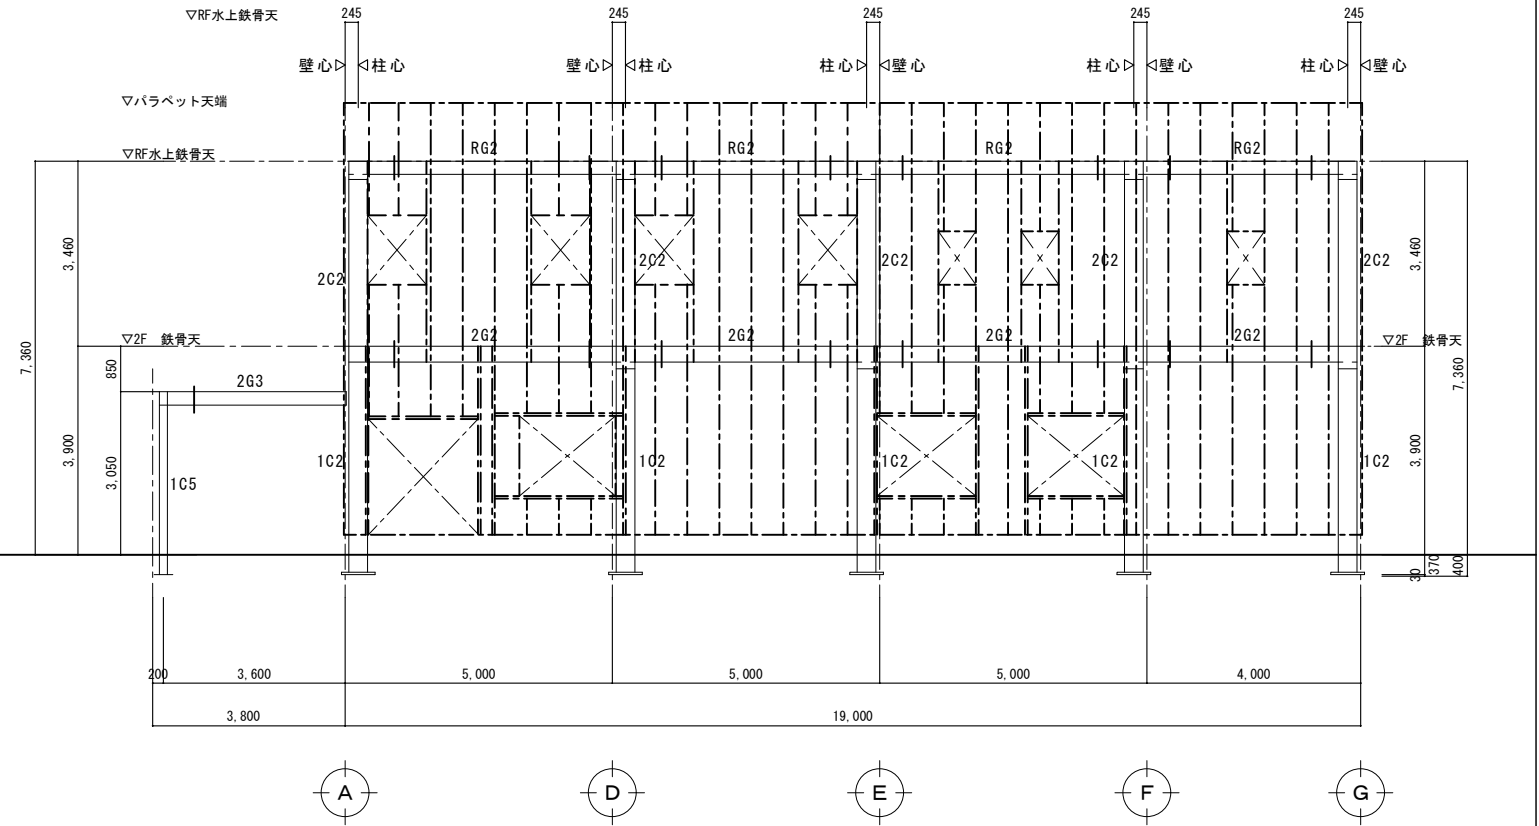 ▽RF水上鉄骨天
245
245
245
245
245
壁心▷◁柱心
壁心▷◁柱心
柱心▷◁壁心
柱心▷◁壁心
柱心▷◁壁心
▽パラペット天端
▽RF水上鉄骨天
RG2
RG2
RG2
RG2
3,460
2C2
2C2
2C2
2C2
2C2
3,460
▽2F 鉄骨天
2G2
2G2
2G2
2G2
▽2F 鉄骨天
7,360
850
2G3
7,360
3,900
3,050
1C5
1C2
1C2
1C2
1C2
1C2
3,900
30
370
400
200
3,600
5,000
5,000
5,000
4,000
3,800
19,000
A
D
E
F
G